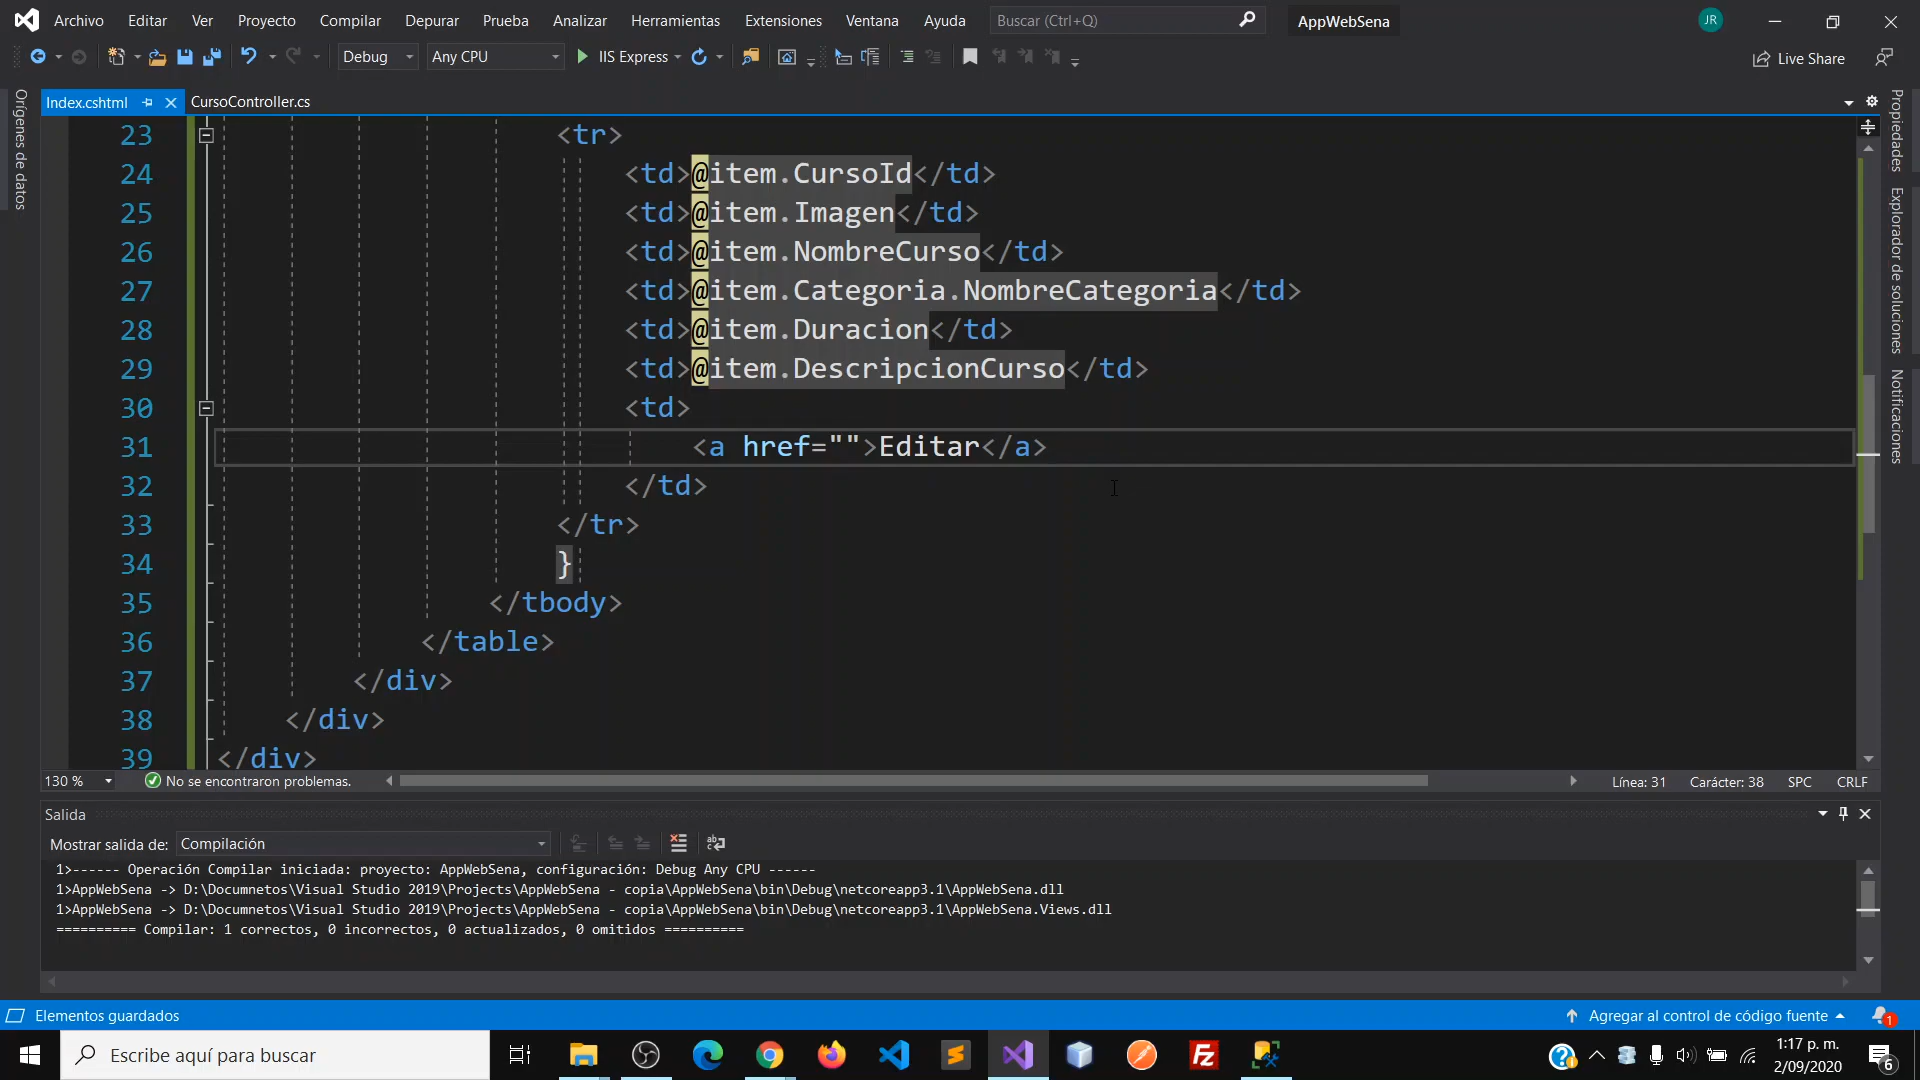 Archivo Editar Ver Proyecto Compilar Depurar Prueba Analizar Herramientas Extensiones Ventana Ayuda Buscar (Ctrl+Q) AppWebSena JR
Debug Any CPU IIS Express Live Share
Index.cshtml CursoController.cs
Orígenes de datos
Propiedades
Explorador de soluciones
Notificaciones
23 <tr>
24 <td>@item.CursoId</td>
25 <td>@item.Imagen</td>
26 <td>@item.NombreCurso</td>
27 <td>@item.Categoria.NombreCategoria</td>
28 <td>@item.Duracion</td>
29 <td>@item.DescripcionCurso</td>
30 <td>
31 <a href="">Editar</a>
32 </td>
33 </tr>
34 }
35 </tbody>
36 </table>
37 </div>
38 </div>
39 </div>
130 % No se encontraron problemas. Línea: 31 Carácter: 38 SPC CRLF
Salida
Mostrar salida de: Compilación
1>------ Operación Compilar iniciada: proyecto: AppWebSena, configuración: Debug Any CPU ------
1>AppWebSena -> D:\Documnetos\Visual Studio 2019\Projects\AppWebSena - copia\AppWebSena\bin\Debug\netcoreapp3.1\AppWebSena.dll
1>AppWebSena -> D:\Documnetos\Visual Studio 2019\Projects\AppWebSena - copia\AppWebSena\bin\Debug\netcoreapp3.1\AppWebSena.Views.dll
========== Compilar: 1 correctos, 0 incorrectos, 0 actualizados, 0 omitidos ==========
Elementos guardados Agregar al control de código fuente 1
Escribe aquí para buscar
1:17 p. m.
2/09/2020
6